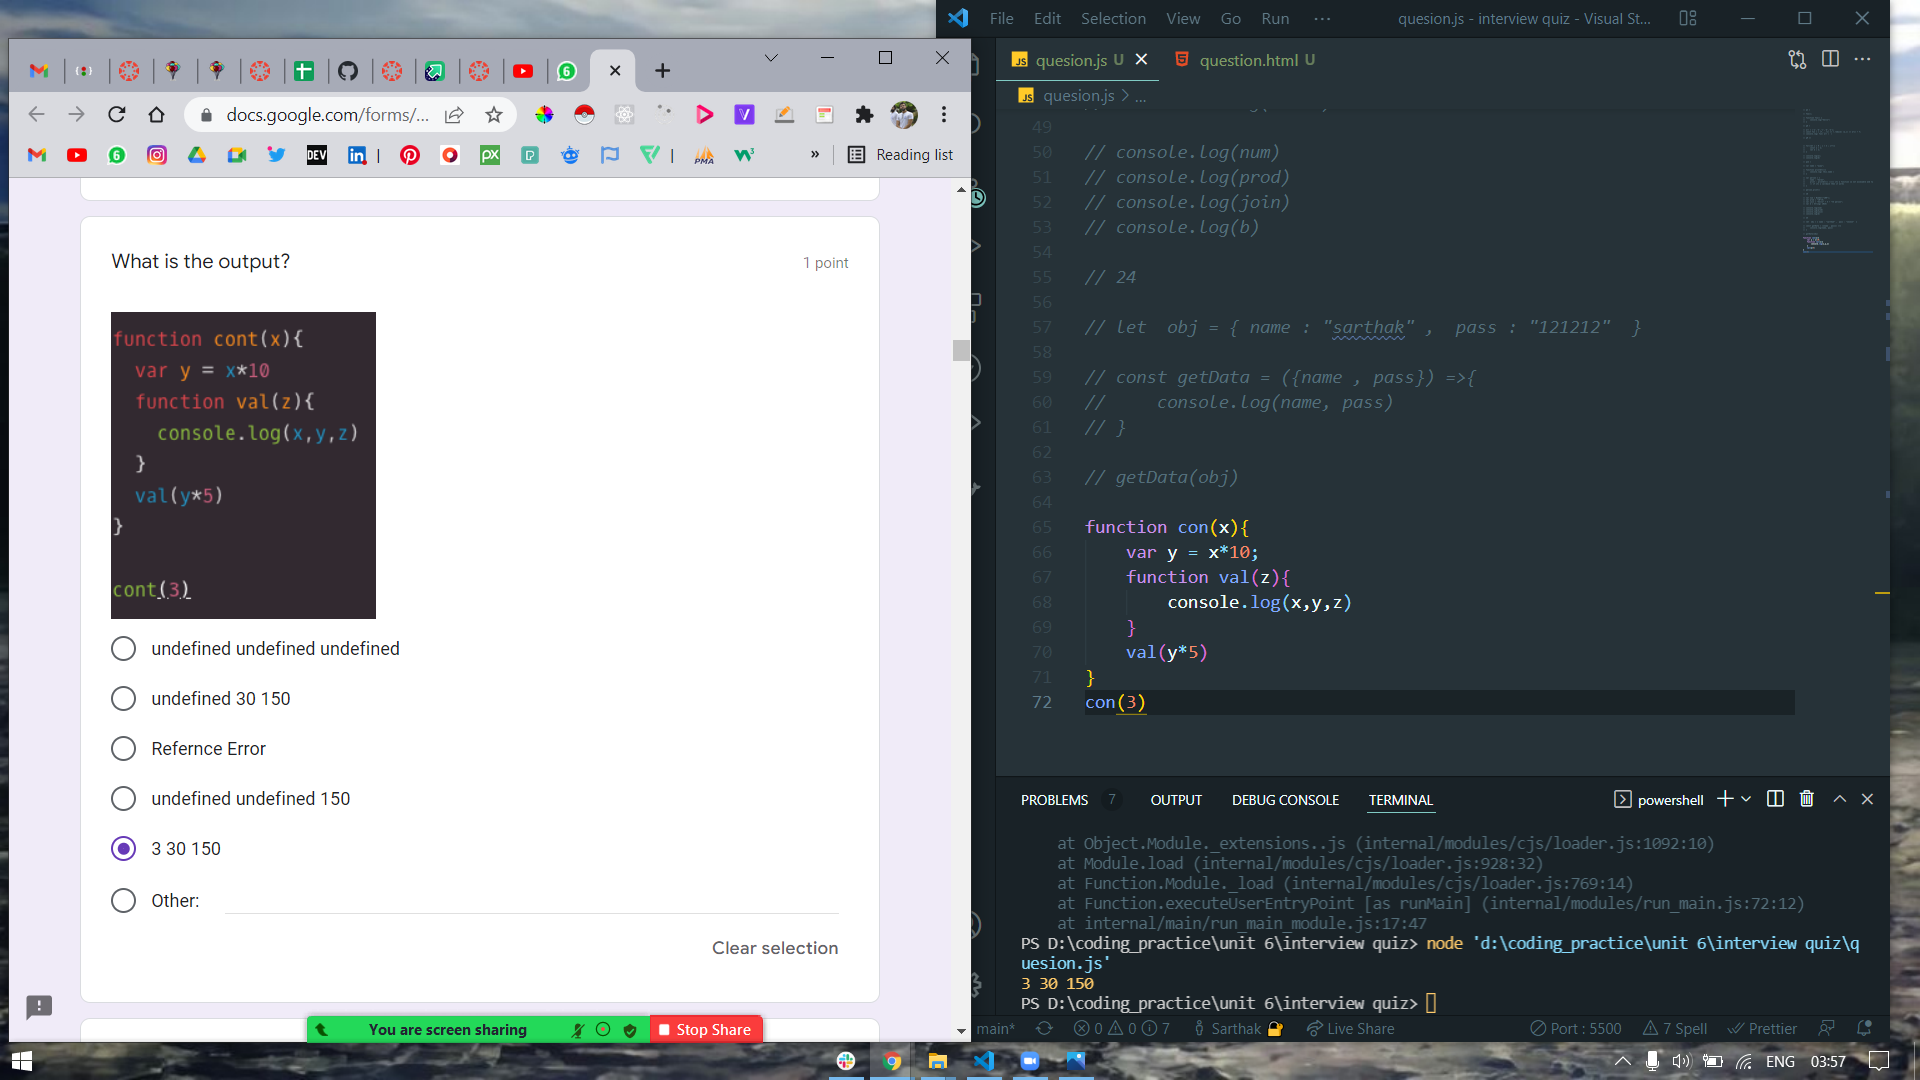 File Edit Selection View Go Run ···
quesion.js - interview quiz - Visual St...
docs.google.com/forms/...
» Reading list
What is the output?
1 point
function cont(x){
var y = x*10
function val(z){
console.log(x,y,z)
}
val(y*5)
}
cont(3)
undefined undefined undefined
undefined 30 150
Refernce Error
undefined undefined 150
3 30 150
Other:
Clear selection
You are screen sharing
Stop Share
quesion.js U
question.html U
quesion.js > ...
49
50 // console.log(num)
51 // console.log(prod)
52 // console.log(join)
53 // console.log(b)
54
55 // 24
56
57 // let obj = { name : "sarthak" , pass : "121212" }
58
59 // const getData = ({name , pass}) =>{
60 // console.log(name, pass)
61 // }
62
63 // getData(obj)
64
65 function con(x){
66 var y = x*10;
67 function val(z){
68 console.log(x,y,z)
69 }
70 val(y*5)
71 }
72 con(3)
PROBLEMS 7 OUTPUT DEBUG CONSOLE TERMINAL
powershell
at Object.Module._extensions..js (internal/modules/cjs/loader.js:1092:10)
at Module.load (internal/modules/cjs/loader.js:928:32)
at Function.Module._load (internal/modules/cjs/loader.js:769:14)
at Function.executeUserEntryPoint [as runMain] (internal/modules/run_main.js:72:12)
at internal/main/run_main_module.js:17:47
PS D:\coding_practice\unit 6\interview quiz> node 'd:\coding_practice\unit 6\interview quiz\q
uesion.js'
3 30 150
PS D:\coding_practice\unit 6\interview quiz>
main* 0 0 7 Sarthak Live Share Port : 5500 7 Spell Prettier
ENG 03:57